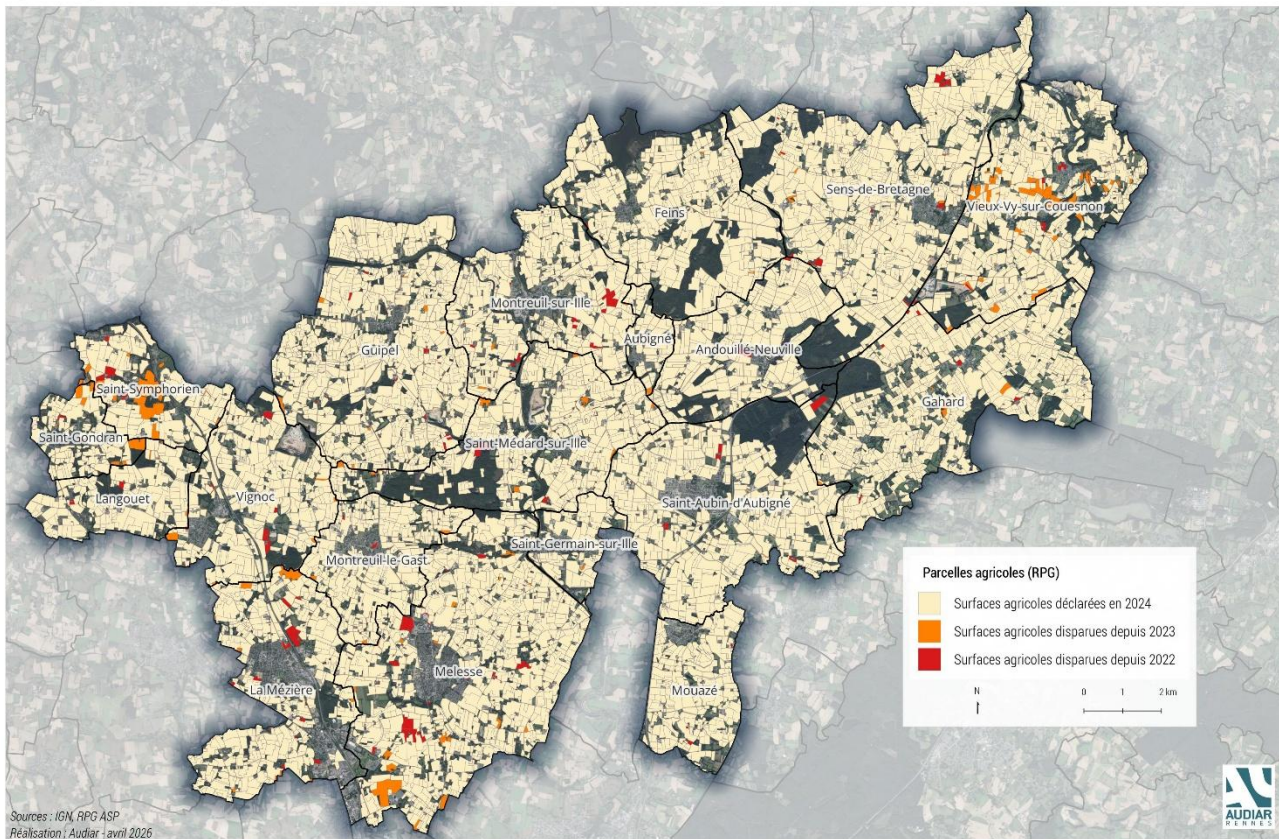 Sens-de-Bretagne
Vieux-Vy-sur-Couesnon
Feins
Montreuil-sur-Ille
Aubigné
Andouillé-Neuville
Guipel
Gahard
Saint-Symphorien
Saint-Gondran
Saint-Médard-sur-Ille
Langouet
Vignoc
Saint-Aubin-d'Aubigné
Montreuil-le-Gast
Saint-Germain-sur-Ille
Melesse
La Mézière
Mouazé
Parcelles agricoles (RPG)
Surfaces agricoles déclarées en 2024
Surfaces agricoles disparues depuis 2023
Surfaces agricoles disparues depuis 2022
N
0 1 2 km
Sources : IGN, RPG ASP
Réalisation : Audiar - avril 2026
AUDIAR
RENNES